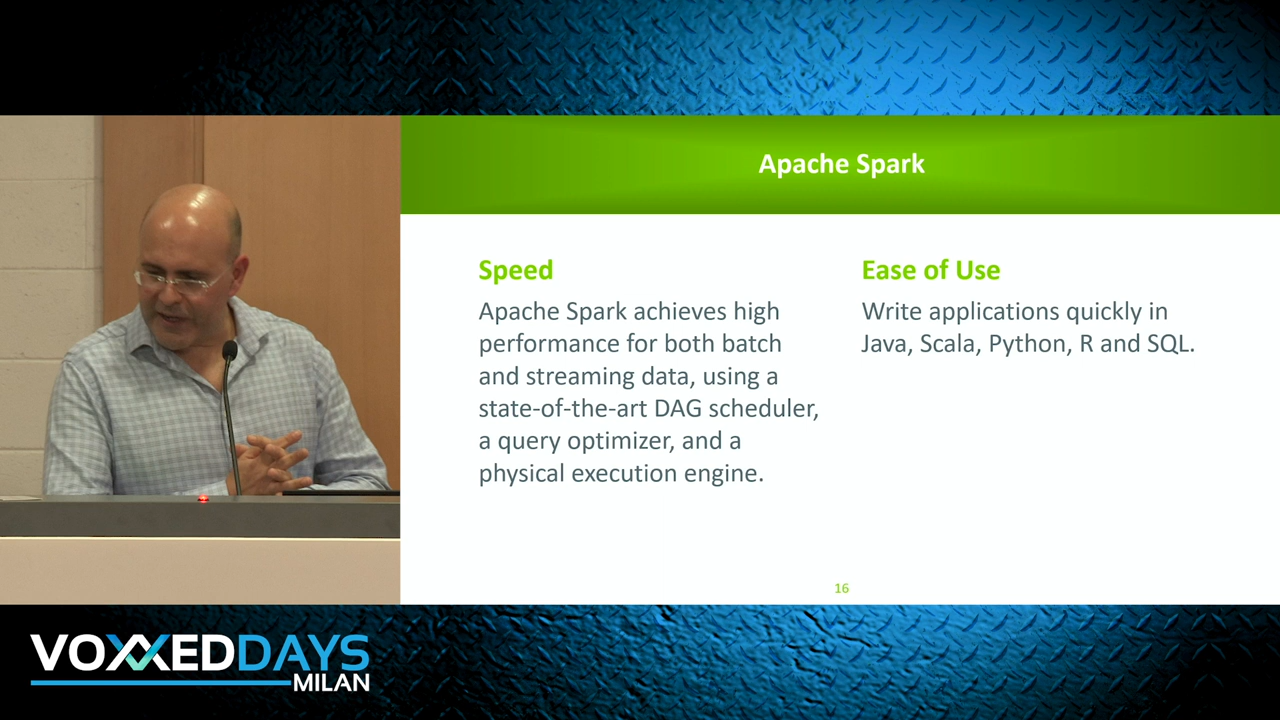 Apache Spark
Speed
Apache Spark achieves high
performance for both batch
and streaming data, using a
state-of-the-art DAG scheduler,
a query optimizer, and a
physical execution engine.
Ease of Use
Write applications quickly in
Java, Scala, Python, R and SQL.
16
VOXXEDDAYS
MILAN